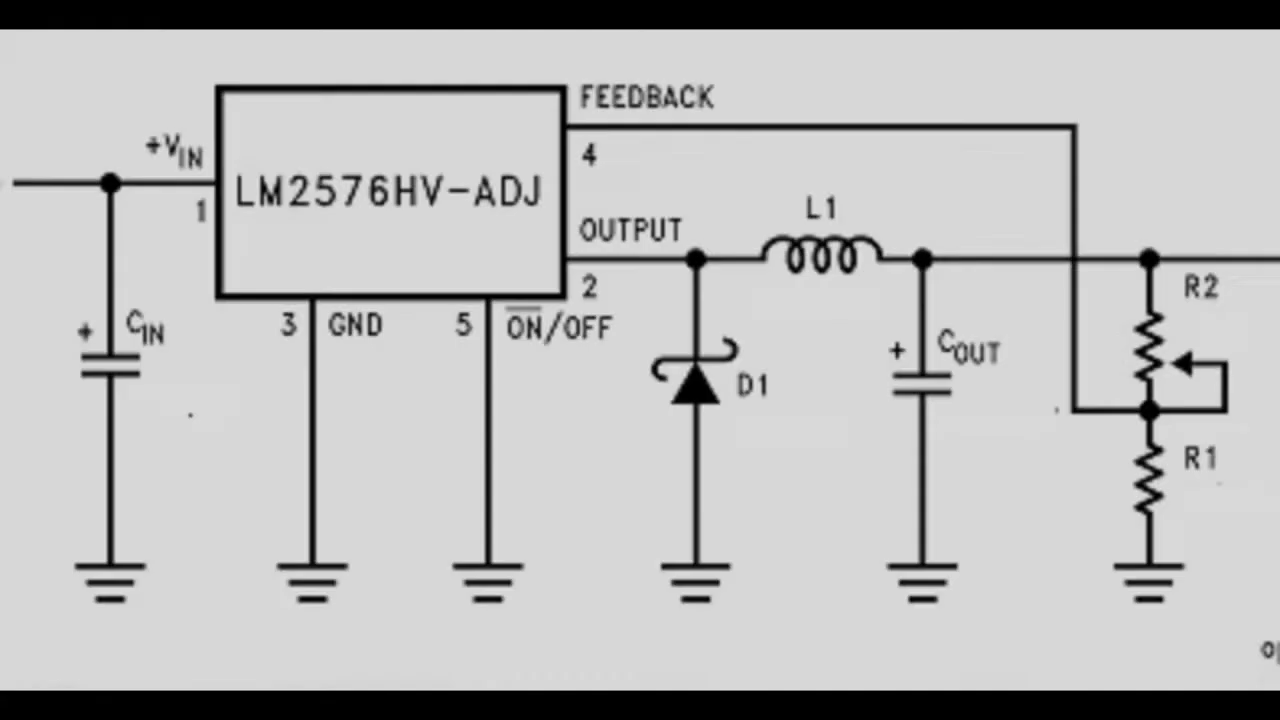 FEEDBACK
+VIN
4
LM2576HV-ADJ
1
L1
OUTPUT
2
R2
3 GND
5 ON/OFF
+ CIN
+ COUT
D1
R1